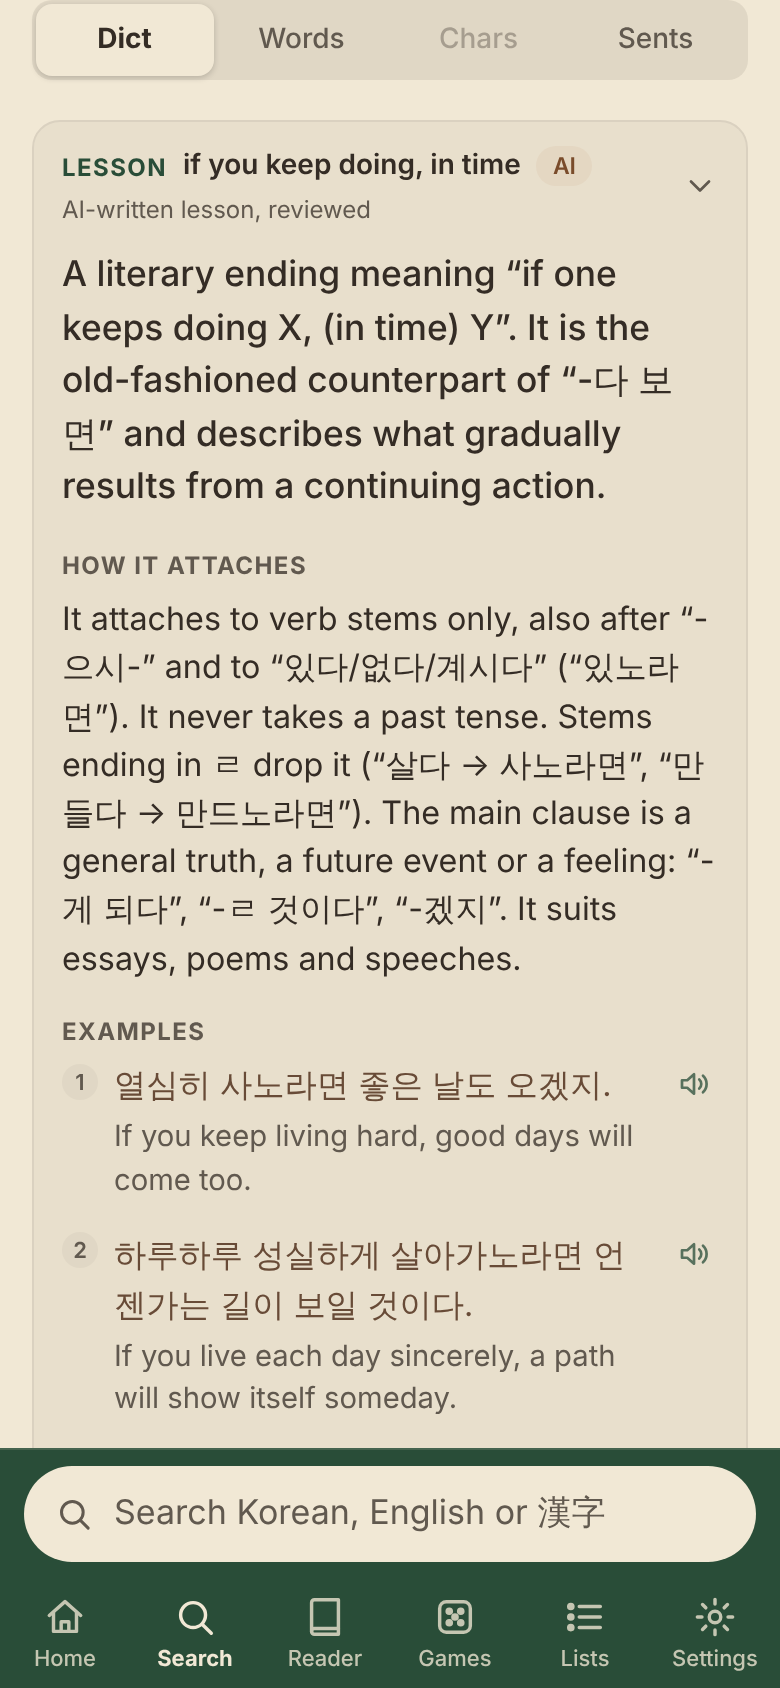 Dict Words Chars Sents
LESSON if you keep doing, in time AI
AI-written lesson, reviewed
A literary ending meaning “if one
keeps doing X, (in time) Y”. It is the
old-fashioned counterpart of “-다 보
면” and describes what gradually
results from a continuing action.
HOW IT ATTACHES
It attaches to verb stems only, also after “-
으시-” and to “있다/없다/계시다” (“있노라
면”). It never takes a past tense. Stems
ending in ㄹ drop it (“살다 → 사노라면”, “만
들다 → 만드노라면”). The main clause is a
general truth, a future event or a feeling: “-
게 되다”, “-ㄹ 것이다”, “-겠지”. It suits
essays, poems and speeches.
EXAMPLES
1 열심히 사노라면 좋은 날도 오겠지.
If you keep living hard, good days will
come too.
2 하루하루 성실하게 살아가노라면 언
젠가는 길이 보일 것이다.
If you live each day sincerely, a path
will show itself someday.
Search Korean, English or 漢字
Home Search Reader Games Lists Settings